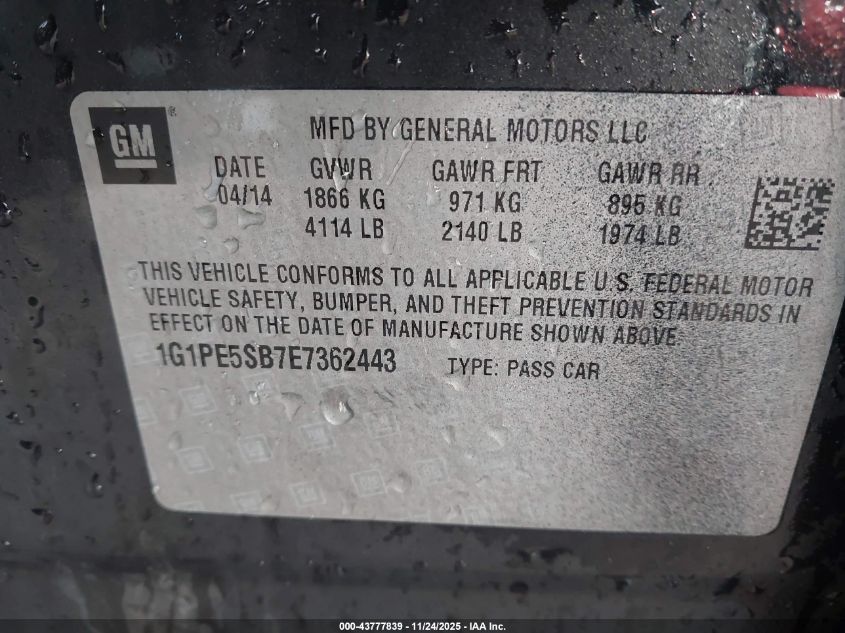 GM ®
MFD BY GENERAL MOTORS LLC
DATE GVWR GAWR FRT GAWR RR
04/14 1866 KG 971 KG 895 KG
4114 LB 2140 LB 1974 LB
THIS VEHICLE CONFORMS TO ALL APPLICABLE U.S. FEDERAL MOTOR
VEHICLE SAFETY, BUMPER, AND THEFT PREVENTION STANDARDS IN
EFFECT ON THE DATE OF MANUFACTURE SHOWN ABOVE.
1G1PE5SB7E7362443 TYPE: PASS CAR
000-43777839 - 11/24/2025 - IAA Inc.